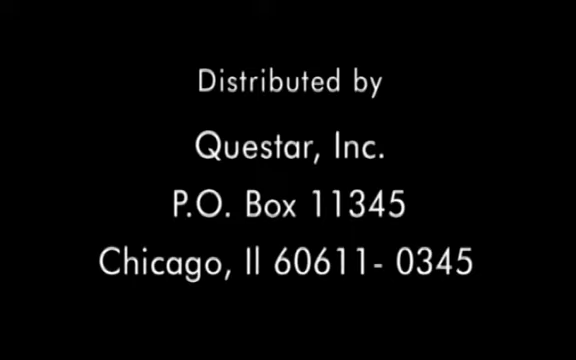 Distributed by
Questar, Inc.
P.O. Box 11345
Chicago, Il 60611- 0345